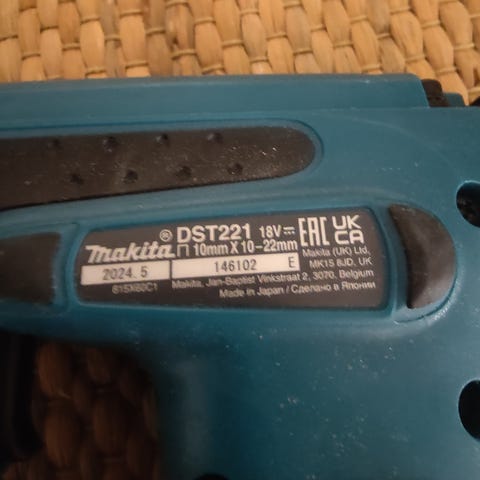 makita ® DST221 18V⎓ EAC UK CA
⊓ 10mm X 10-22mm
2024. 5 146102 E
Makita (UK) Ltd,
MK15 8JD, UK
815X60C1
Makita, Jan-Baptist Vinkstraat 2, 3070, Belgium
Made in Japan / Сделано в Японии